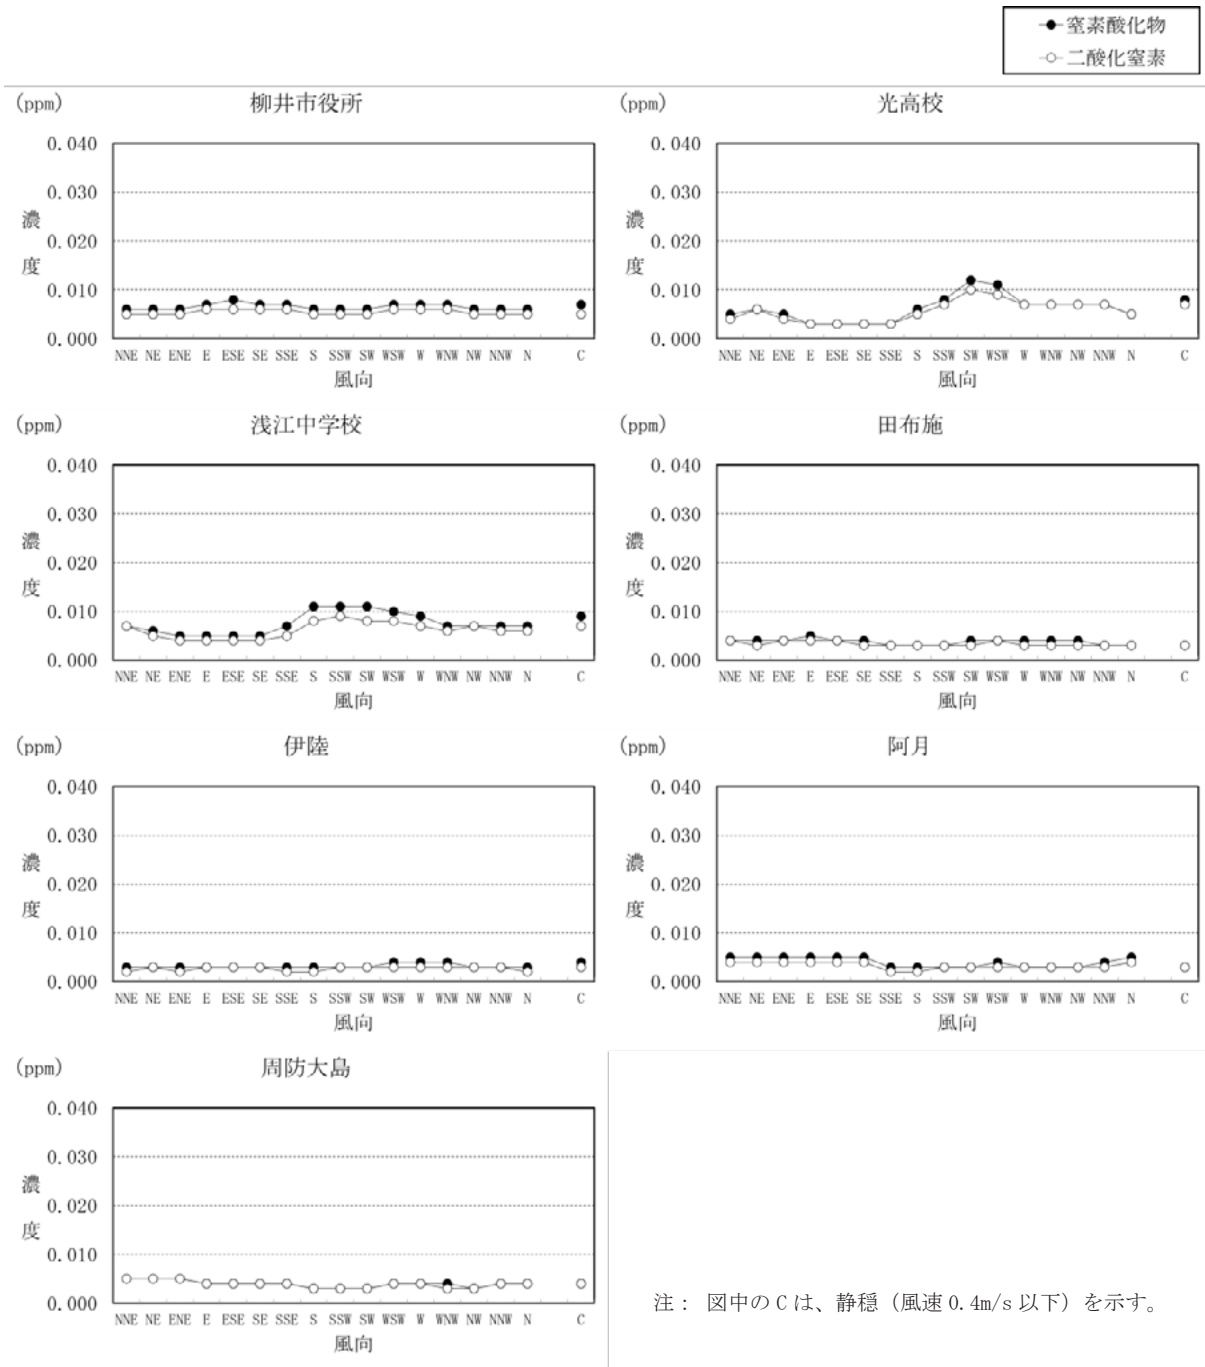 窒素酸化物
二酸化窒素
(ppm) 柳井市役所
0.040
0.030
0.020
0.010
0.000
濃度
NNE NE ENE E ESE SE SSE S SSW SW WSW W WNW NW NNW N C
風向
(ppm) 光高校
0.040
0.030
0.020
0.010
0.000
濃度
NNE NE ENE E ESE SE SSE S SSW SW WSW W WNW NW NNW N C
風向
(ppm) 浅江中学校
0.040
0.030
0.020
0.010
0.000
濃度
NNE NE ENE E ESE SE SSE S SSW SW WSW W WNW NW NNW N C
風向
(ppm) 田布施
0.040
0.030
0.020
0.010
0.000
濃度
NNE NE ENE E ESE SE SSE S SSW SW WSW W WNW NW NNW N C
風向
(ppm) 伊陸
0.040
0.030
0.020
0.010
0.000
濃度
NNE NE ENE E ESE SE SSE S SSW SW WSW W WNW NW NNW N C
風向
(ppm) 阿月
0.040
0.030
0.020
0.010
0.000
濃度
NNE NE ENE E ESE SE SSE S SSW SW WSW W WNW NW NNW N C
風向
(ppm) 周防大島
0.040
0.030
0.020
0.010
0.000
濃度
NNE NE ENE E ESE SE SSE S SSW SW WSW W WNW NW NNW N C
風向
注： 図中のCは、静穏（風速0.4m/s以下）を示す。